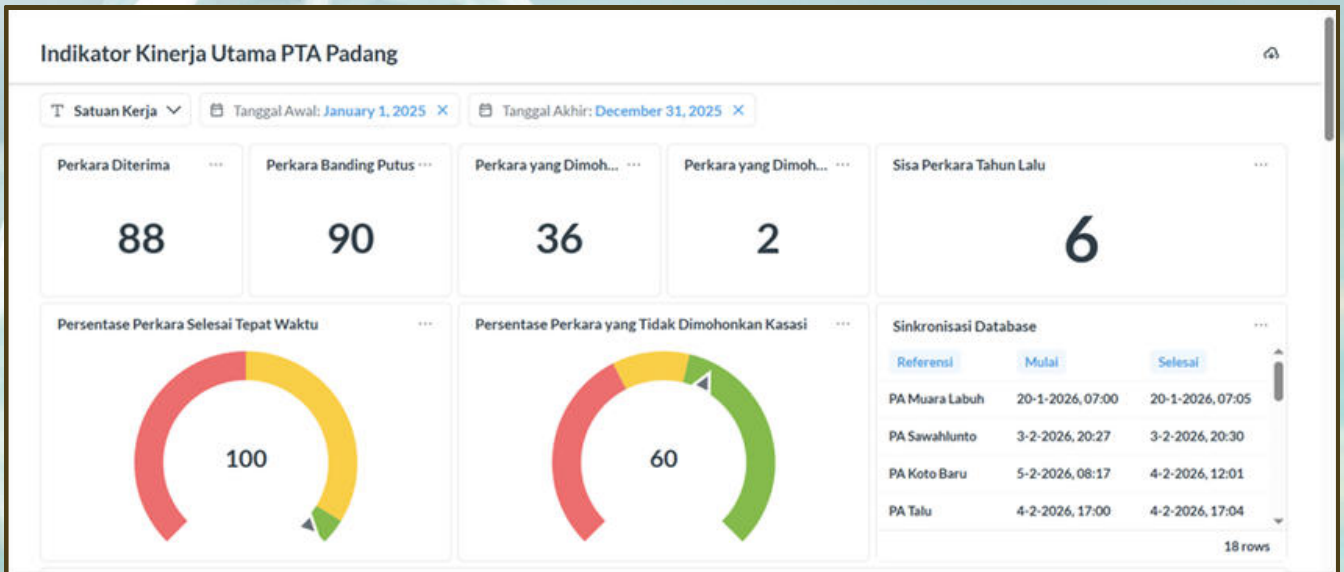 Indikator Kinerja Utama PTA Padang
Satuan Kerja
Tanggal Awal: January 1, 2025 ×
Tanggal Akhir: December 31, 2025 ×
Perkara Diterima ...
88
Perkara Banding Putus ...
90
Perkara yang Dimoh... ...
36
Perkara yang Dimoh... ...
2
Sisa Perkara Tahun Lalu ...
6
Persentase Perkara Selesai Tepat Waktu ...
100
Persentase Perkara yang Tidak Dimohonkan Kasasi ...
60
Sinkronisasi Database ...
Referensi Mulai Selesai
PA Muara Labuh 20-1-2026, 07:00 20-1-2026, 07:05
PA Sawahlunto 3-2-2026, 20:27 3-2-2026, 20:30
PA Koto Baru 5-2-2026, 08:17 4-2-2026, 12:01
PA Talu 4-2-2026, 17:00 4-2-2026, 17:04
18 rows